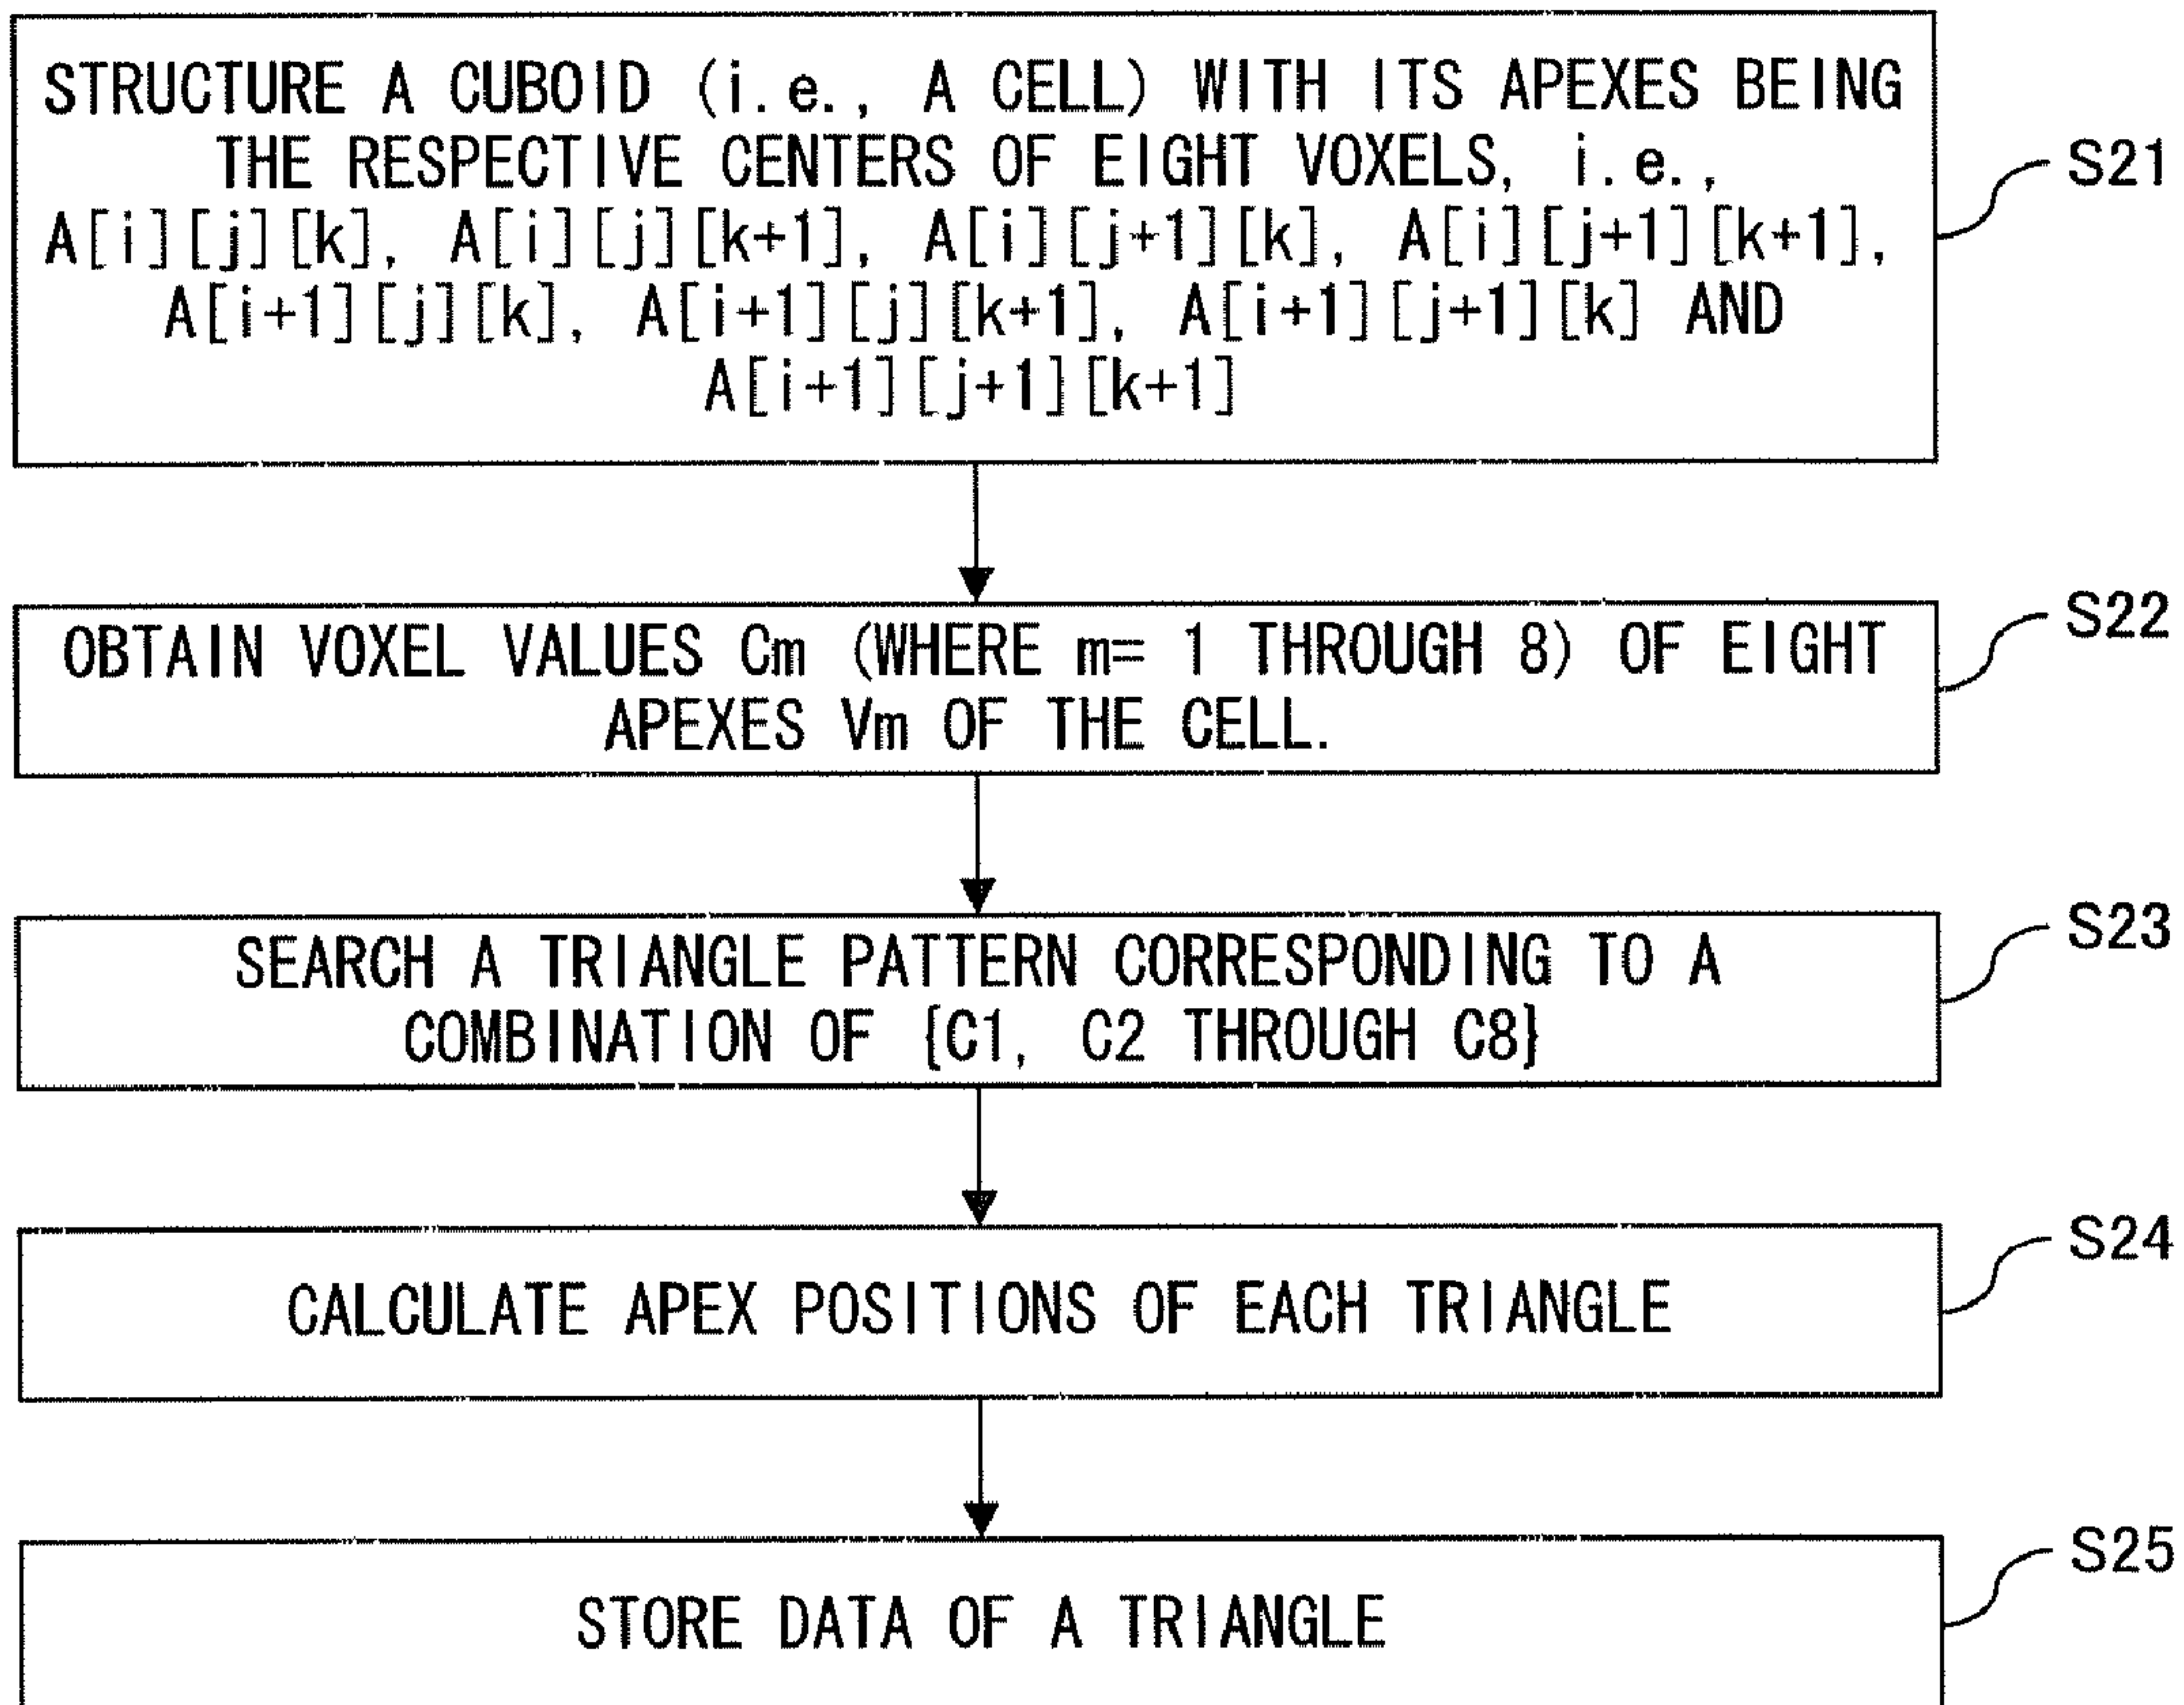 STRUCTURE A CUBOID (i.e., A CELL) WITH ITS APEXES BEING
THE RESPECTIVE CENTERS OF EIGHT VOXELS, i.e.,
A[i][j][k], A[i][j][k+1], A[i][j+1][k], A[i][j+1][k+1],
A[i+1][j][k], A[i+1][j][k+1], A[i+1][j+1][k] AND
A[i+1][j+1][k+1]
S21
OBTAIN VOXEL VALUES Cm (WHERE m= 1 THROUGH 8) OF EIGHT
APEXES Vm OF THE CELL.
S22
SEARCH A TRIANGLE PATTERN CORRESPONDING TO A
COMBINATION OF {C1, C2 THROUGH C8}
S23
CALCULATE APEX POSITIONS OF EACH TRIANGLE
S24
STORE DATA OF A TRIANGLE
S25